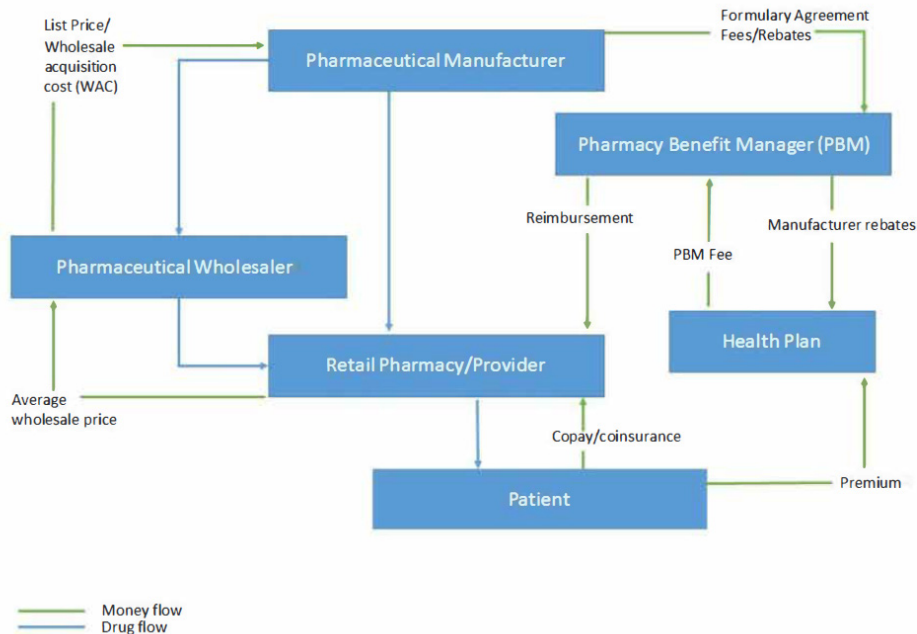 List Price/
Wholesale
acquisition
cost (WAC)
Formulary Agreement
Fees/Rebates
Pharmaceutical Manufacturer
Pharmacy Benefit Manager (PBM)
Reimbursement
Manufacturer rebates
PBM Fee
Pharmaceutical Wholesaler
Health Plan
Retail Pharmacy/Provider
Average
wholesale price
Copay/coinsurance
Premium
Patient
Money flow
Drug flow